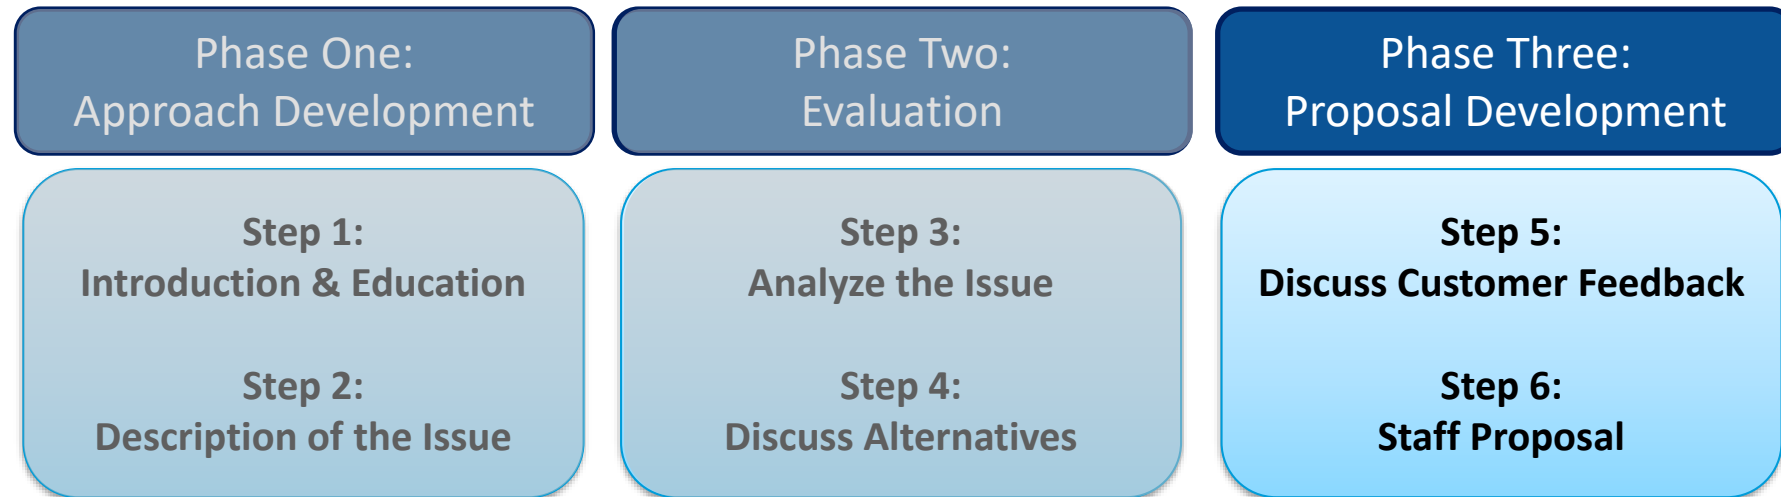 Phase One:
Approach Development
Phase Two:
Evaluation
Phase Three:
Proposal Development
Step 1:
Introduction & Education
Step 2:
Description of the Issue
Step 3:
Analyze the Issue
Step 4:
Discuss Alternatives
Step 5:
Discuss Customer Feedback
Step 6:
Staff Proposal